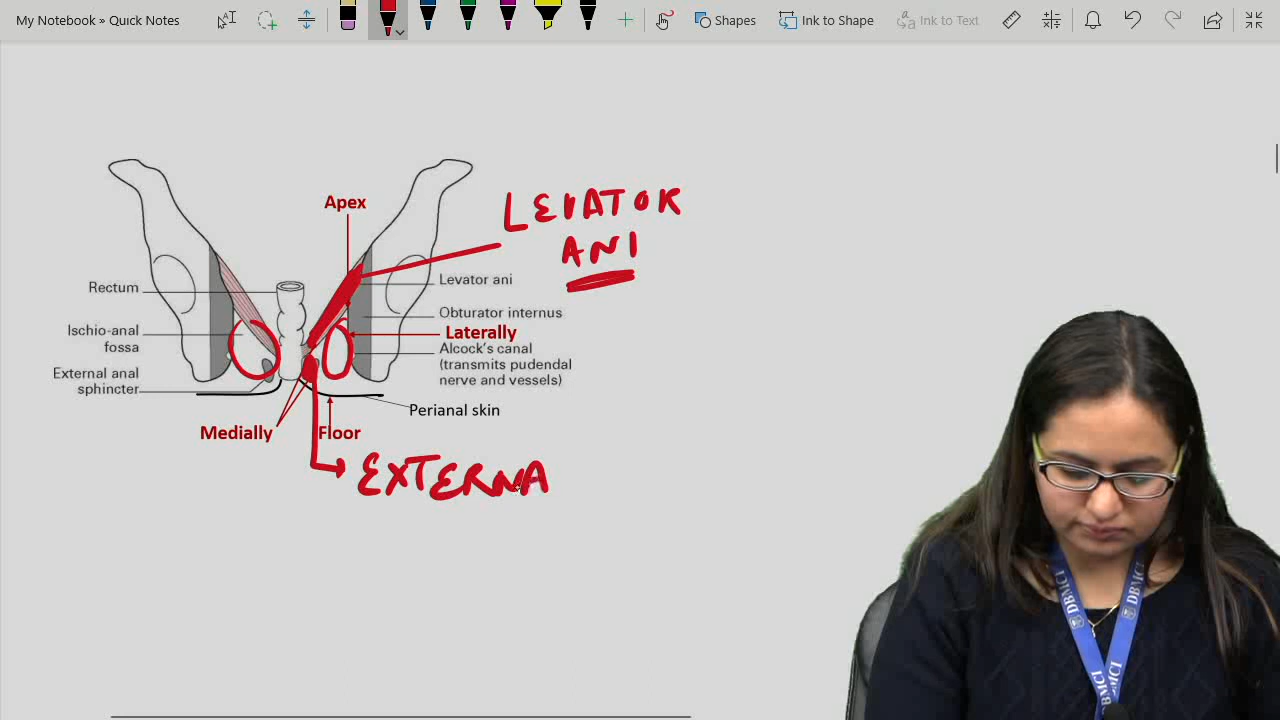 My Notebook » Quick Notes
Shapes
Ink to Shape
Ink to Text
Apex
LEVATOR
ANI
Rectum
Levator ani
Obturator internus
Ischio-anal
fossa
Laterally
Alcock's canal
(transmits pudendal
nerve and vessels)
External anal
sphincter
Perianal skin
Medially
Floor
EXTERNA
DBMCI
DBMCI
DBMCI